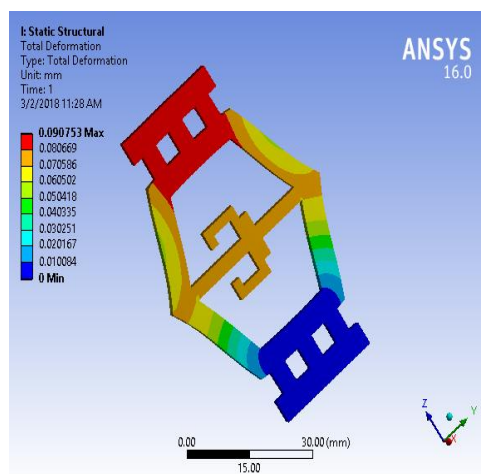 I: Static Structural
Total Deformation
Type: Total Deformation
Unit: mm
Time: 1
3/2/2018 11:28 AM
ANSYS
16.0
0.090753 Max
0.080669
0.070586
0.060502
0.050418
0.040335
0.030251
0.020167
0.010084
0 Min
0.00 30.00 (mm)
15.00
Z Y
X